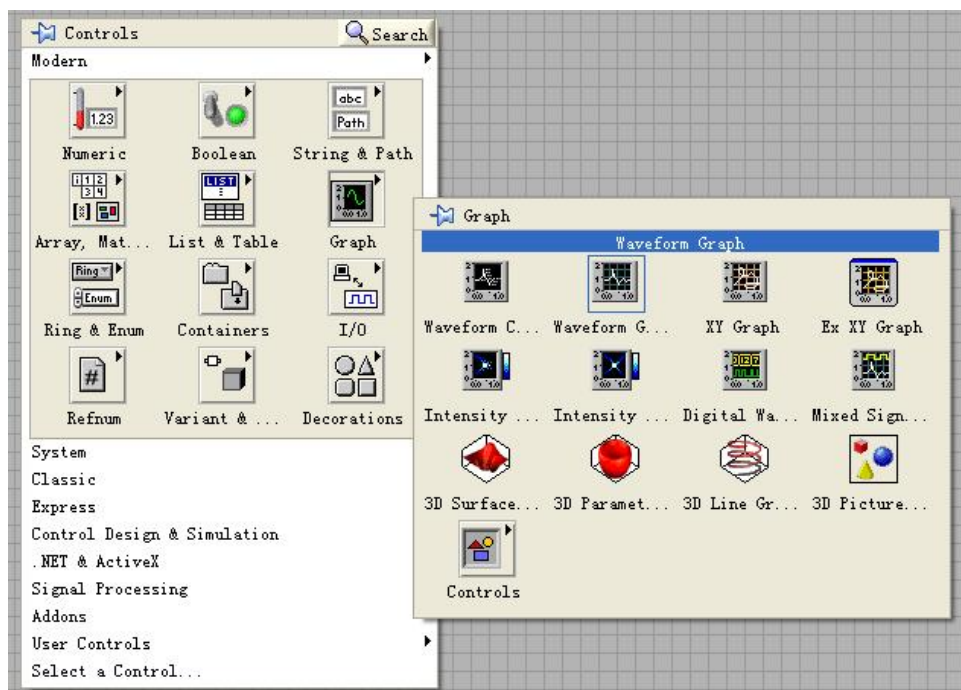 Controls
Search
Modern
1.23
abc
Path
Numeric
Boolean
String & Path
LIST
Array, Mat...
List & Table
Graph
Ring
Enum
Ring & Enum
Containers
I/O
#
Refnum
Variant & ...
Decorations
System
Classic
Express
Control Design & Simulation
.NET & ActiveX
Signal Processing
Addons
User Controls
Select a Control...
Graph
Waveform Graph
Waveform C...
Waveform G...
XY Graph
Ex XY Graph
Intensity ...
Intensity ...
Digital Wa...
Mixed Sign...
3D Surface...
3D Paramet...
3D Line Gr...
3D Picture...
Controls